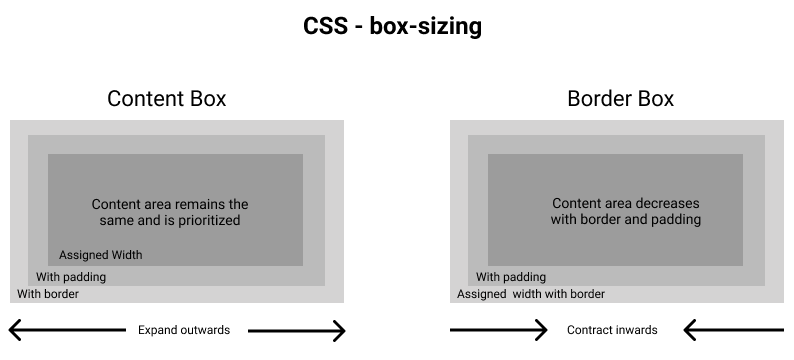 CSS - box-sizing
Content Box
Content area remains the
same and is prioritized
Assigned Width
With padding
With border
Expand outwards
Border Box
Content area decreases
with border and padding
With padding
Assigned  width with border
Contract inwards